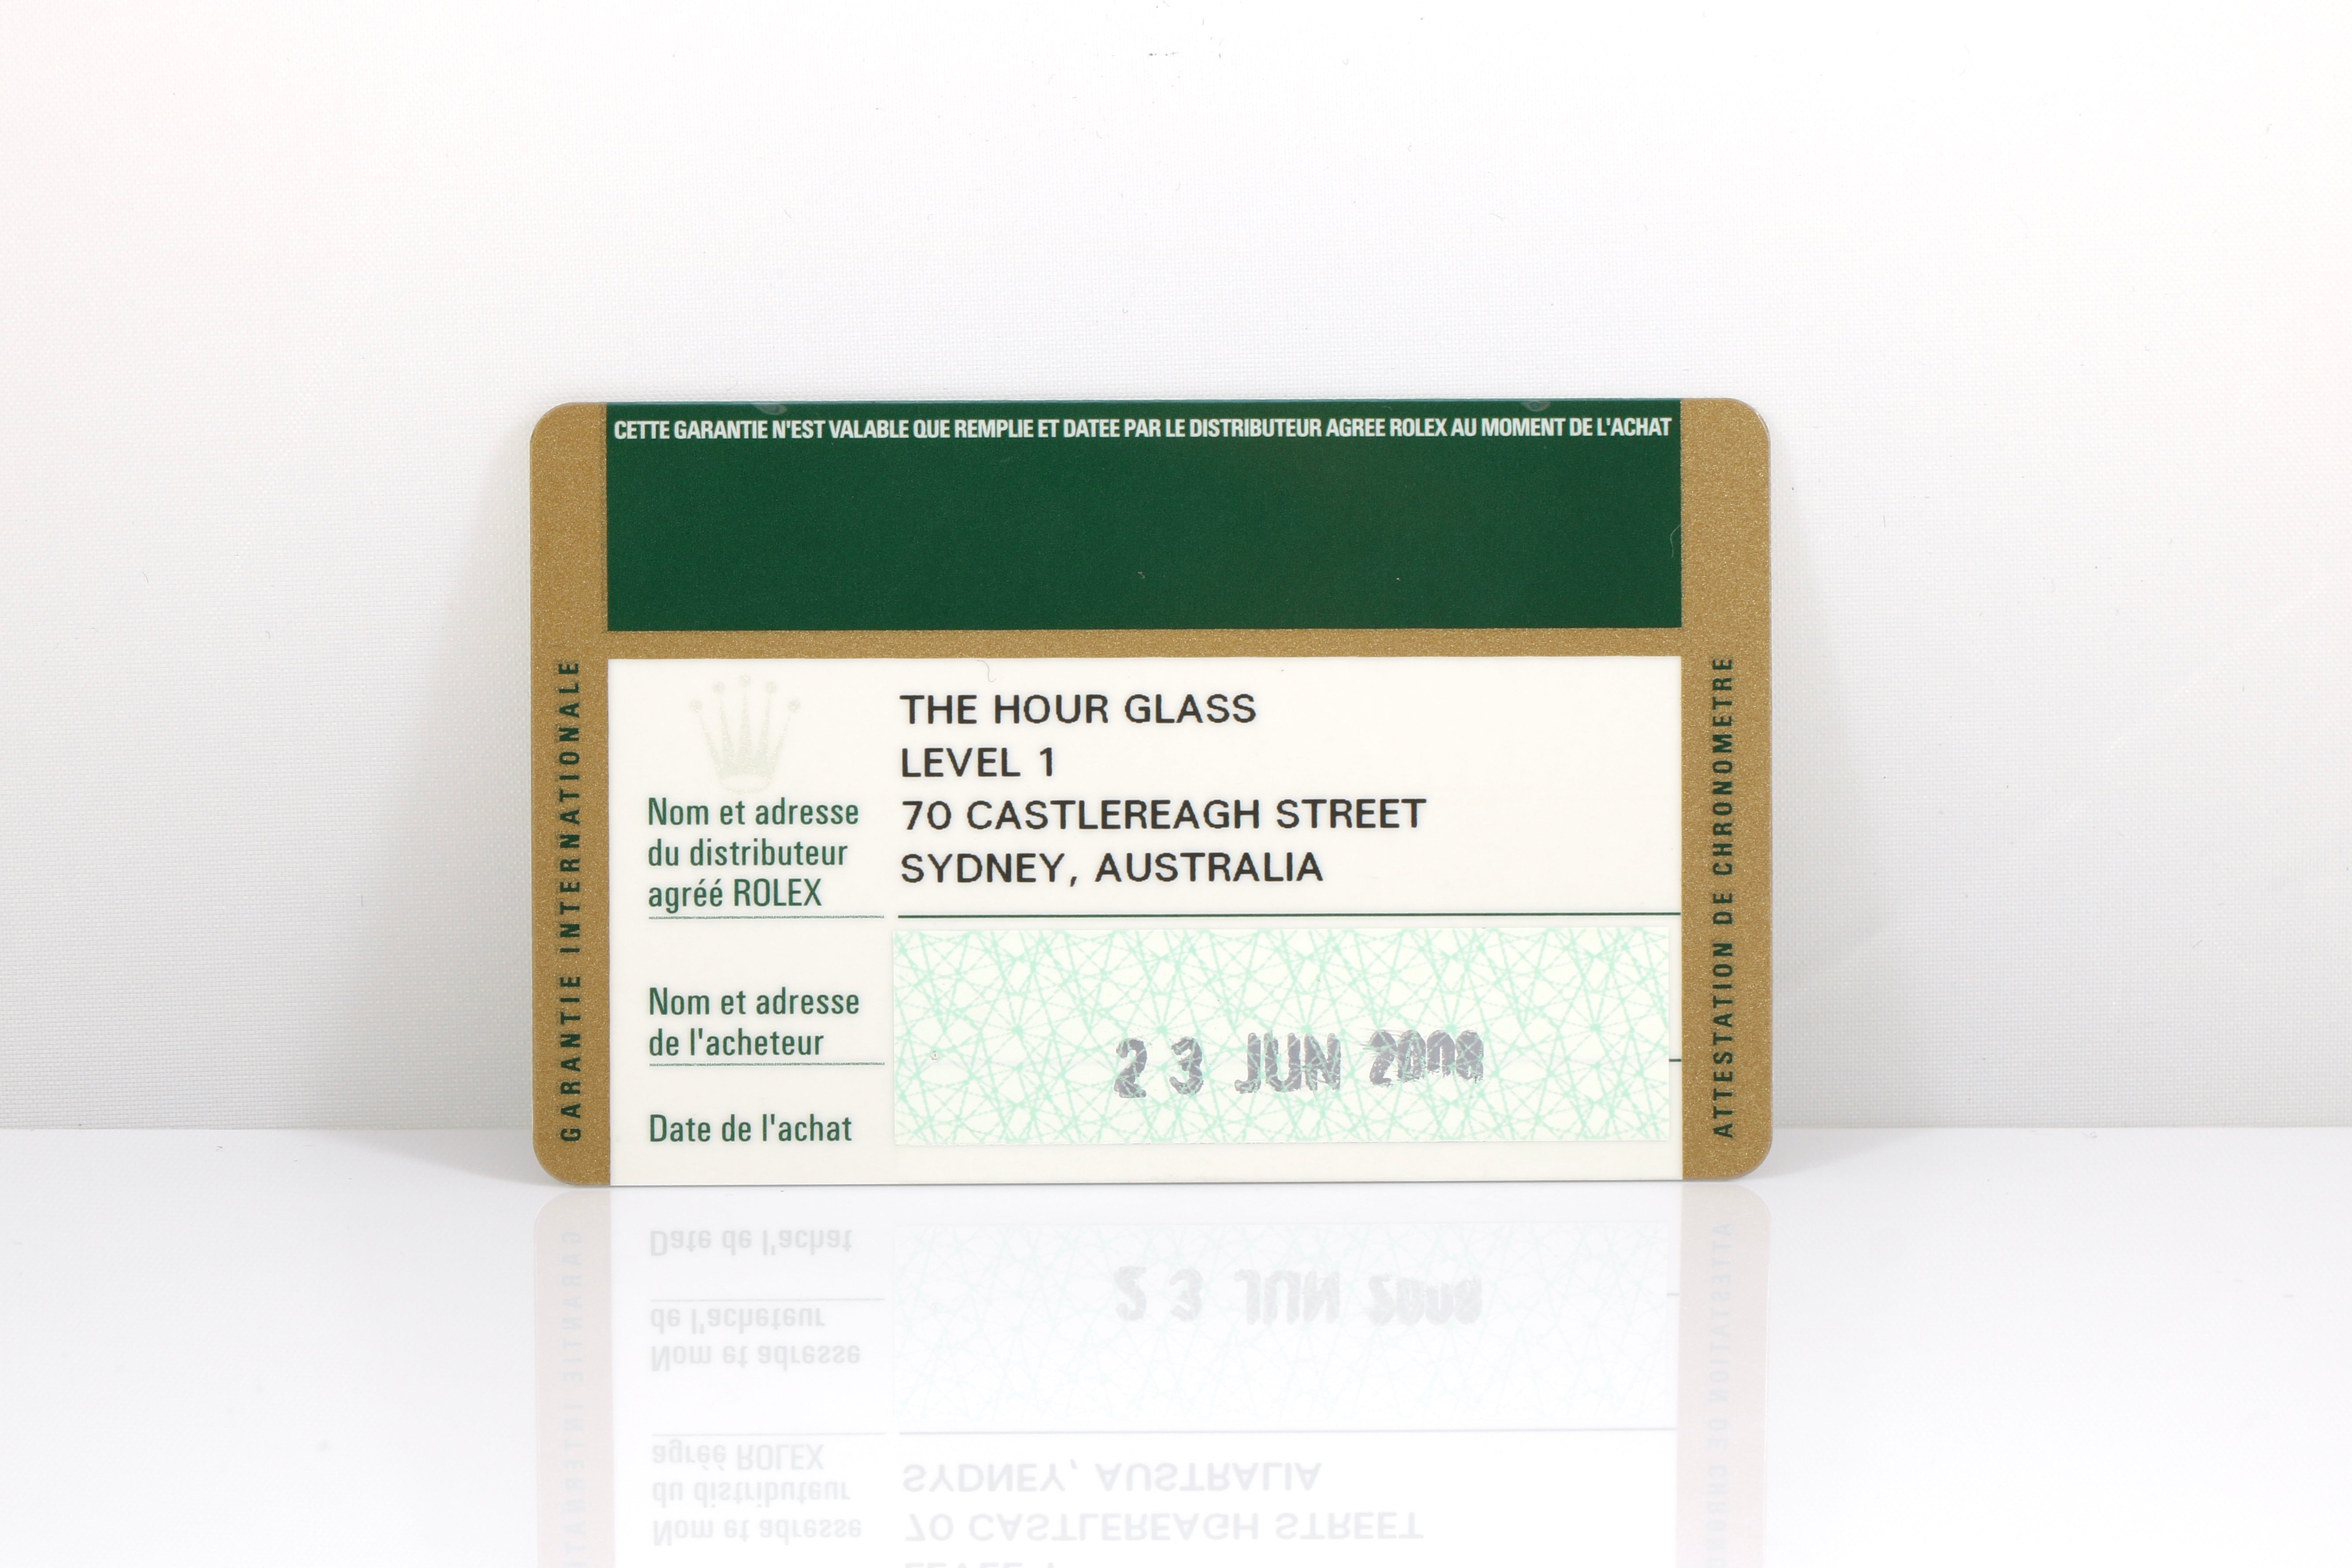 CETTE GARANTIE N'EST VALABLE QUE REMPLIE ET DATEE PAR LE DISTRIBUTEUR AGREE ROLEX AU MOMENT DE L'ACHAT
GARANTIE INTERNATIONALE
THE HOUR GLASS
LEVEL 1
70 CASTLEREAGH STREET
SYDNEY, AUSTRALIA
Nom et adresse
du distributeur
agréé ROLEX
Nom et adresse
de l'acheteur
23 JUN 2008
Date de l'achat
ATTESTATION DE CHRONOMETRE